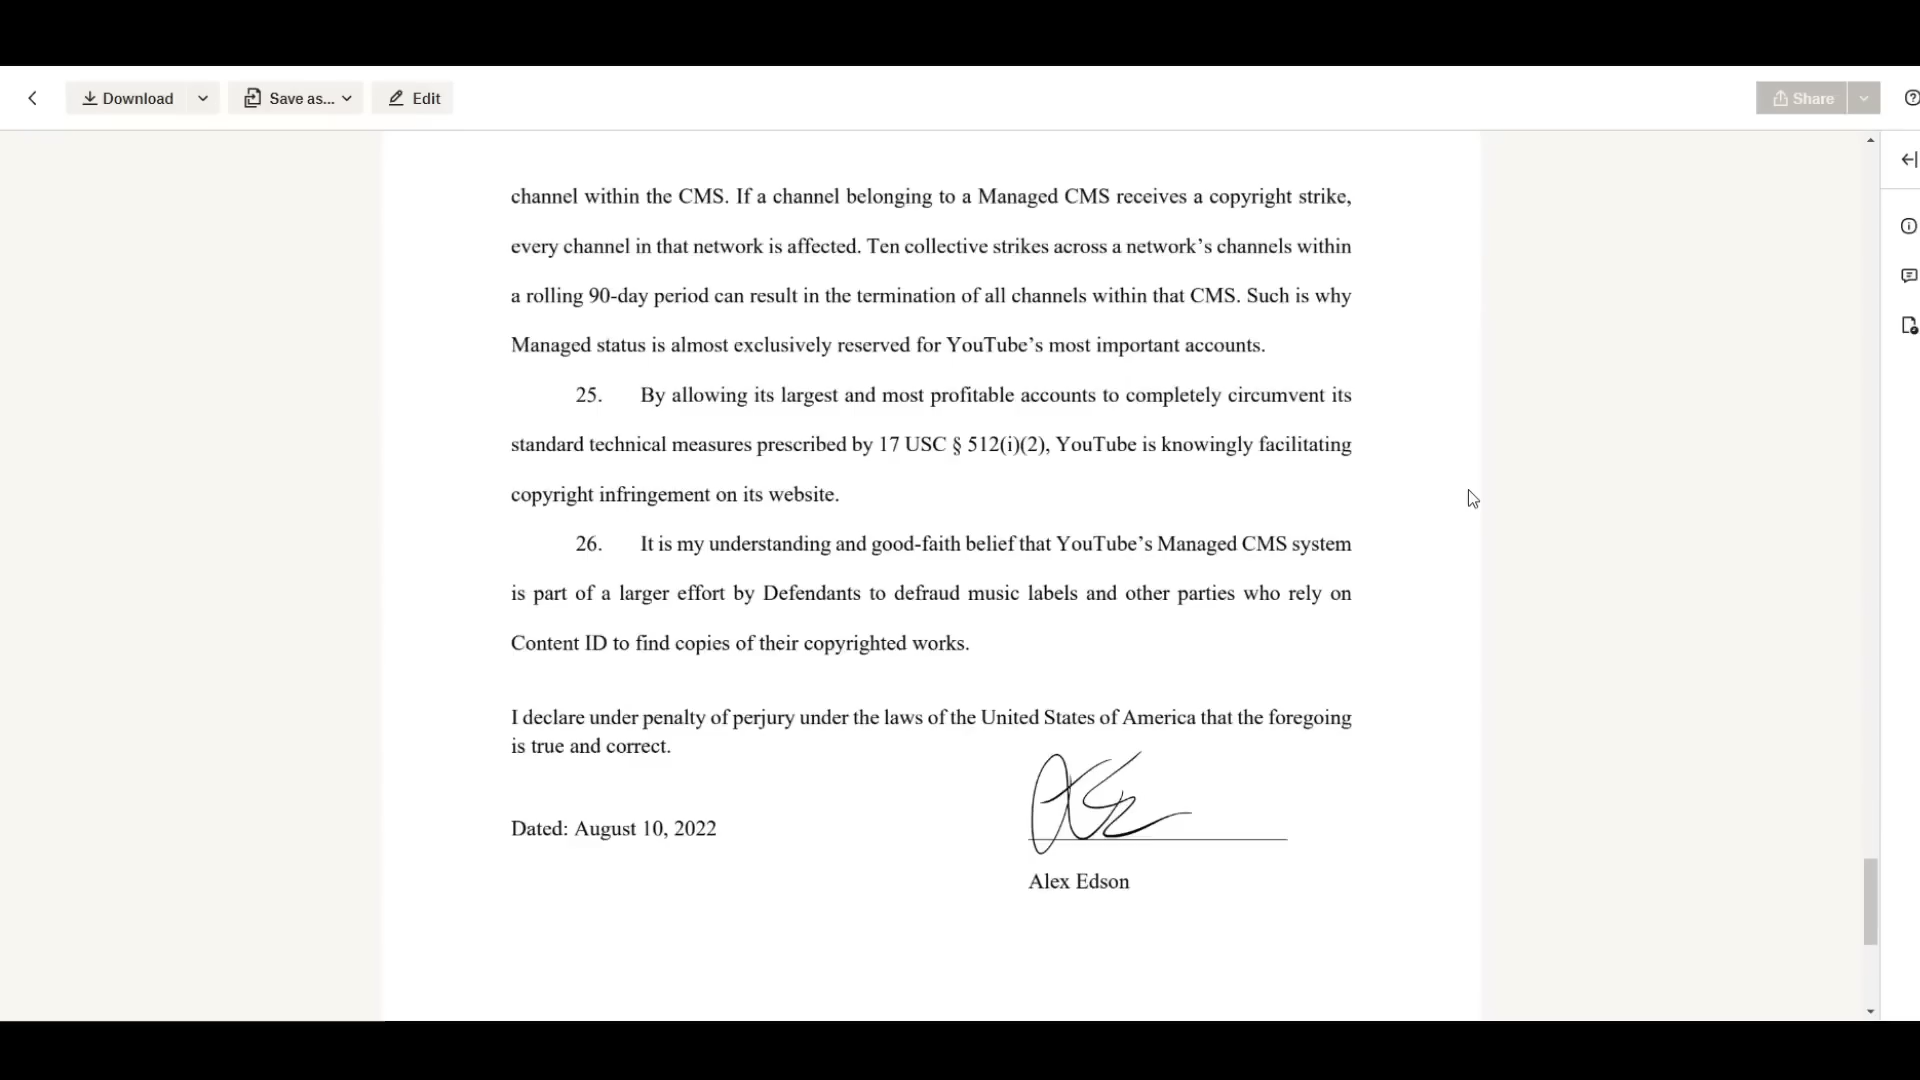 Download
Save as...
Edit
Share
channel within the CMS. If a channel belonging to a Managed CMS receives a copyright strike,
every channel in that network is affected. Ten collective strikes across a network’s channels within
a rolling 90-day period can result in the termination of all channels within that CMS. Such is why
Managed status is almost exclusively reserved for YouTube’s most important accounts.
25. By allowing its largest and most profitable accounts to completely circumvent its
standard technical measures prescribed by 17 USC § 512(i)(2), YouTube is knowingly facilitating
copyright infringement on its website.
26. It is my understanding and good-faith belief that YouTube’s Managed CMS system
is part of a larger effort by Defendants to defraud music labels and other parties who rely on
Content ID to find copies of their copyrighted works.
I declare under penalty of perjury under the laws of the United States of America that the foregoing
is true and correct.
Dated: August 10, 2022
Alex Edson